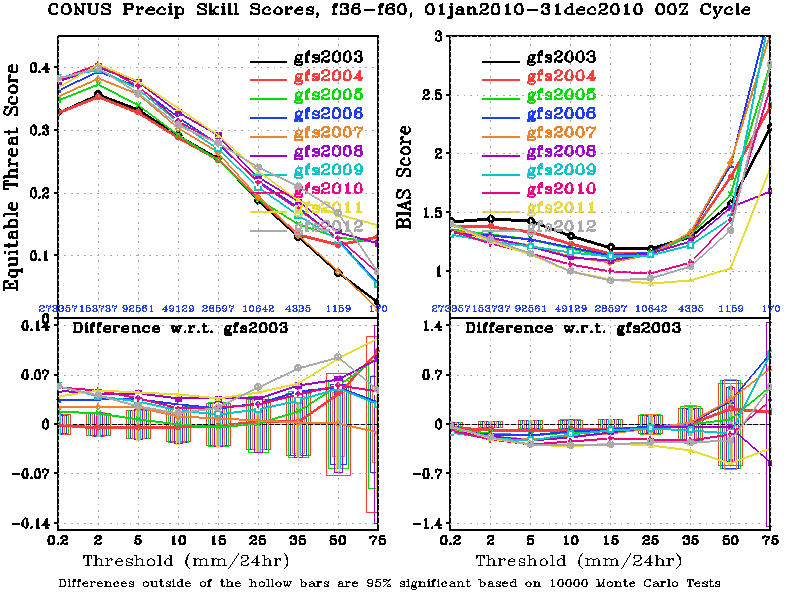 CONUS Precip Skill Scores, f36-f60, 01jan2010-31dec2010 00Z Cycle
Equitable Threat Score
0.4
0.3
0.2
0.1
0
gfs2003
gfs2004
gfs2005
gfs2006
gfs2007
gfs2008
gfs2009
gfs2010
gfs2011
gfs2012
92561 49129 26597 10642 4335 1159 170
Difference w.r.t. gfs2003
0.14
0.07
0
-0.07
-0.14
0.2 2 5 10 15 25 35 50 75
Threshold (mm/24hr)
BIAS Score
3
2.5
2
1.5
1
gfs2003
gfs2004
gfs2005
gfs2006
gfs2007
gfs2008
gfs2009
gfs2010
gfs2011
gfs2012
92561 49129 26597 10642 4335 1159 170
Difference w.r.t. gfs2003
1.4
0.7
0
-0.7
-1.4
0.2 2 5 10 15 25 35 50 75
Threshold (mm/24hr)
Differences outside of the hollow bars are 95% significant based on 10000 Monte Carlo Tests